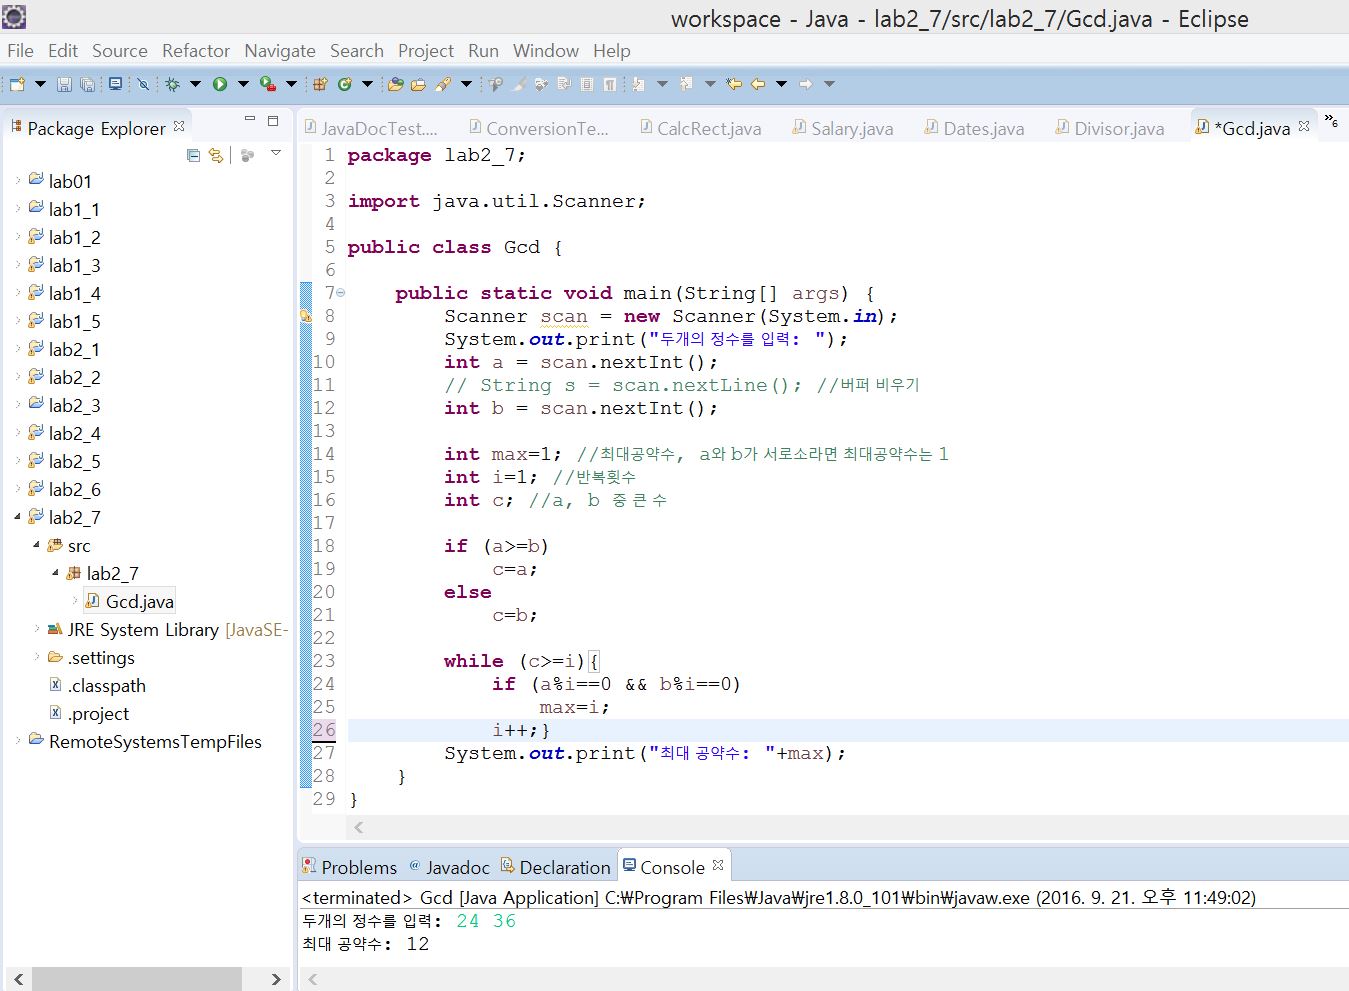 workspace - Java - lab2_7/src/lab2_7/Gcd.java - Eclipse
File Edit Source Refactor Navigate Search Project Run Window Help
Package Explorer
JavaDocTest.... ConversionTe... CalcRect.java Salary.java Dates.java Divisor.java *Gcd.java »6
lab01
lab1_1
lab1_2
lab1_3
lab1_4
lab1_5
lab2_1
lab2_2
lab2_3
lab2_4
lab2_5
lab2_6
lab2_7
src
lab2_7
Gcd.java
JRE System Library [JavaSE-
.settings
.classpath
.project
RemoteSystemsTempFiles
1 package lab2_7;
2
3 import java.util.Scanner;
4
5 public class Gcd {
6
7 public static void main(String[] args) {
8 Scanner scan = new Scanner(System.in);
9 System.out.print("두개의 정수를 입력: ");
10 int a = scan.nextInt();
11 // String s = scan.nextLine(); //버퍼 비우기
12 int b = scan.nextInt();
13
14 int max=1; //최대공약수, a와 b가 서로소라면 최대공약수는 1
15 int i=1; //반복횟수
16 int c; //a, b 중 큰 수
17
18 if (a>=b)
19 c=a;
20 else
21 c=b;
22
23 while (c>=i){
24 if (a%i==0 && b%i==0)
25 max=i;
26 i++;}
27 System.out.print("최대 공약수: "+max);
28 }
29 }
Problems Javadoc Declaration Console
<terminated> Gcd [Java Application] C:₩Program Files₩Java₩jre1.8.0_101₩bin₩javaw.exe (2016. 9. 21. 오후 11:49:02)
두개의 정수를 입력: 24 36
최대 공약수: 12